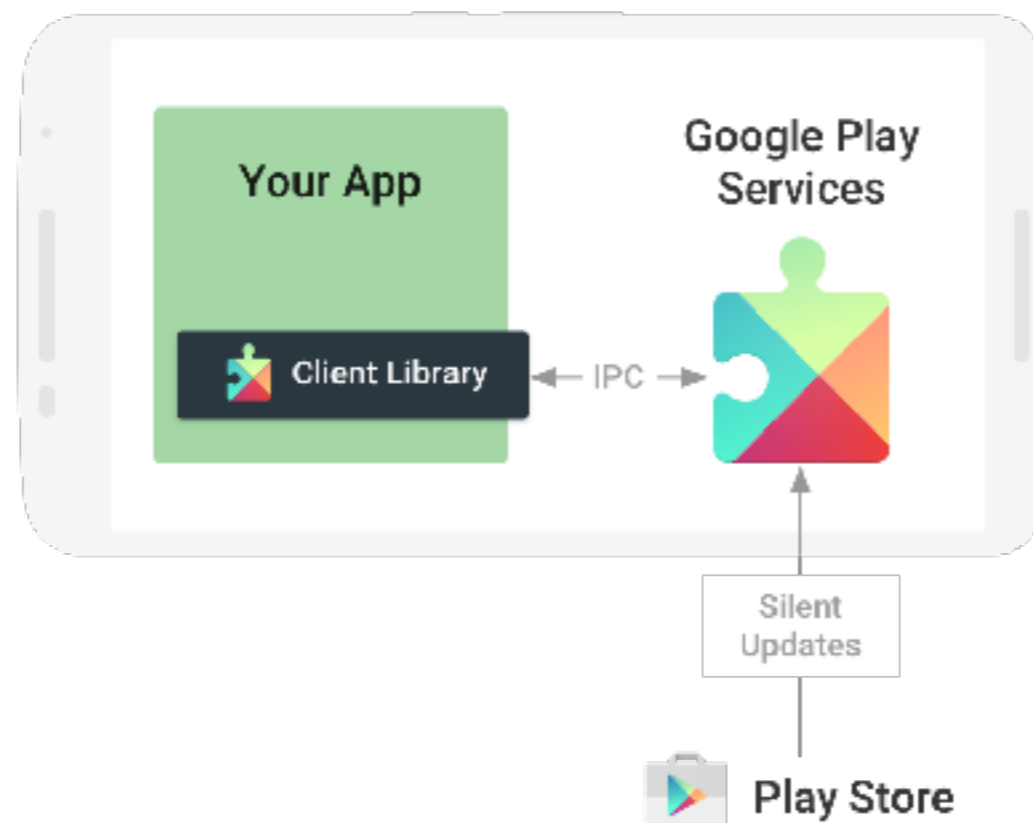 Your App
Google Play
Services
Client Library
IPC
Silent
Updates
Play Store